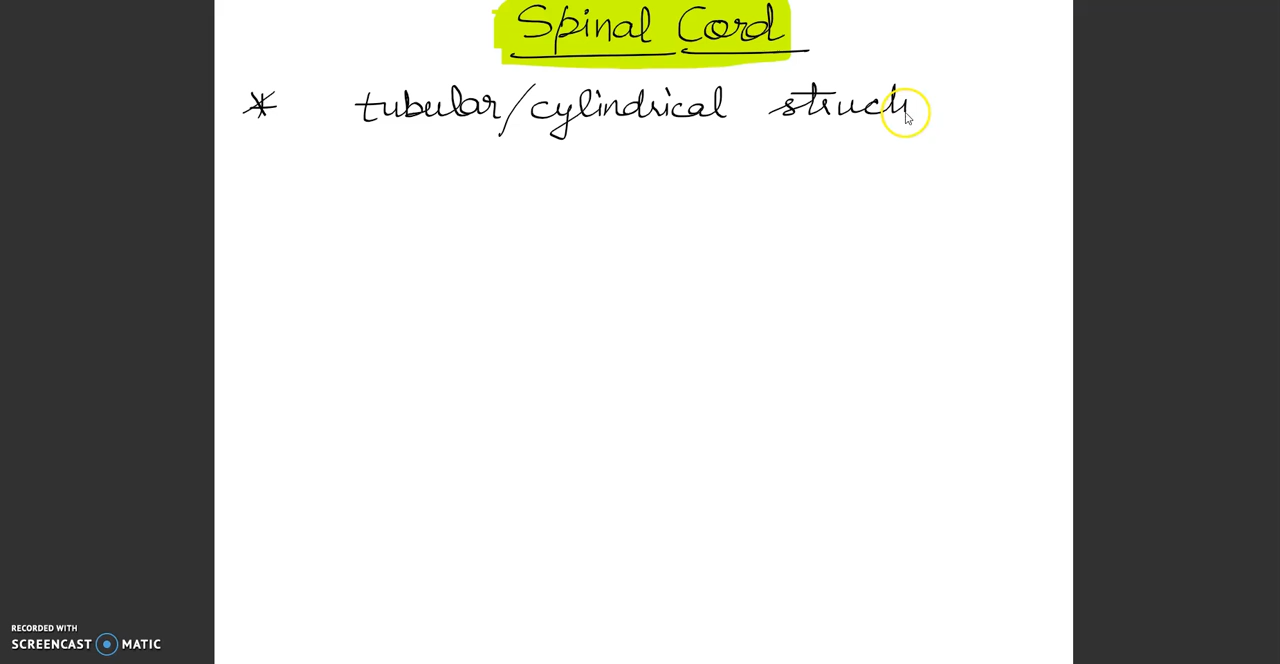 Spinal Cord
* tubular/cylindrical struct
RECORDED WITH
SCREENCAST MATIC